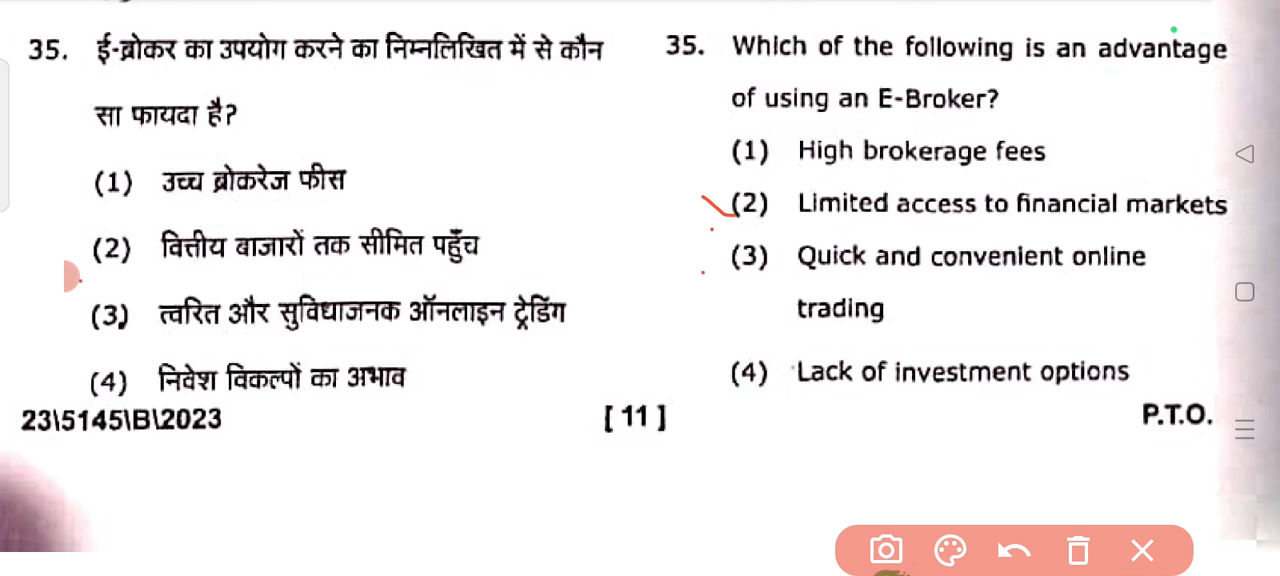 35. ई-ब्रोकर का उपयोग करने का निम्नलिखित में से कौन
सा फायदा है?
(1) उच्च ब्रोकरेज फीस
(2) वित्तीय बाजारों तक सीमित पहुँच
(3) त्वरित और सुविधाजनक ऑनलाइन ट्रेडिंग
(4) निवेश विकल्पों का अभाव
35. Which of the following is an advantage
of using an E-Broker?
(1) High brokerage fees
(2) Limited access to financial markets
(3) Quick and convenient online
trading
(4) Lack of investment options
23\5145\B\2023 [ 11 ] P.T.O.